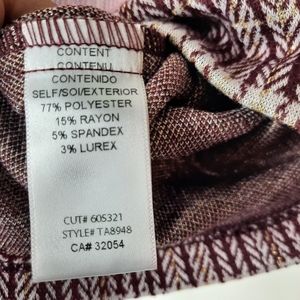 CONTENT
CONTENU
CONTENIDO
SELF/SOI/EXTERIOR
77% POLYESTER
15% RAYON
5% SPANDEX
3% LUREX
CUT# 605321
STYLE# TA8948
CA# 32054